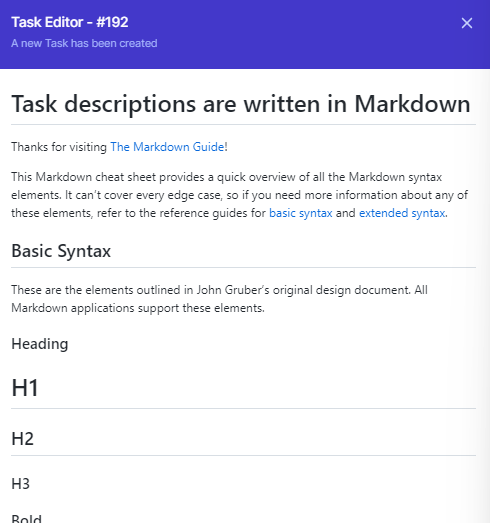 Task Editor - #192
A new Task has been created
Task descriptions are written in Markdown
Thanks for visiting The Markdown Guide!
This Markdown cheat sheet provides a quick overview of all the Markdown syntax
elements. It can’t cover every edge case, so if you need more information about any of
these elements, refer to the reference guides for basic syntax and extended syntax.
Basic Syntax
These are the elements outlined in John Gruber’s original design document. All
Markdown applications support these elements.
Heading
H1
H2
H3
Bold